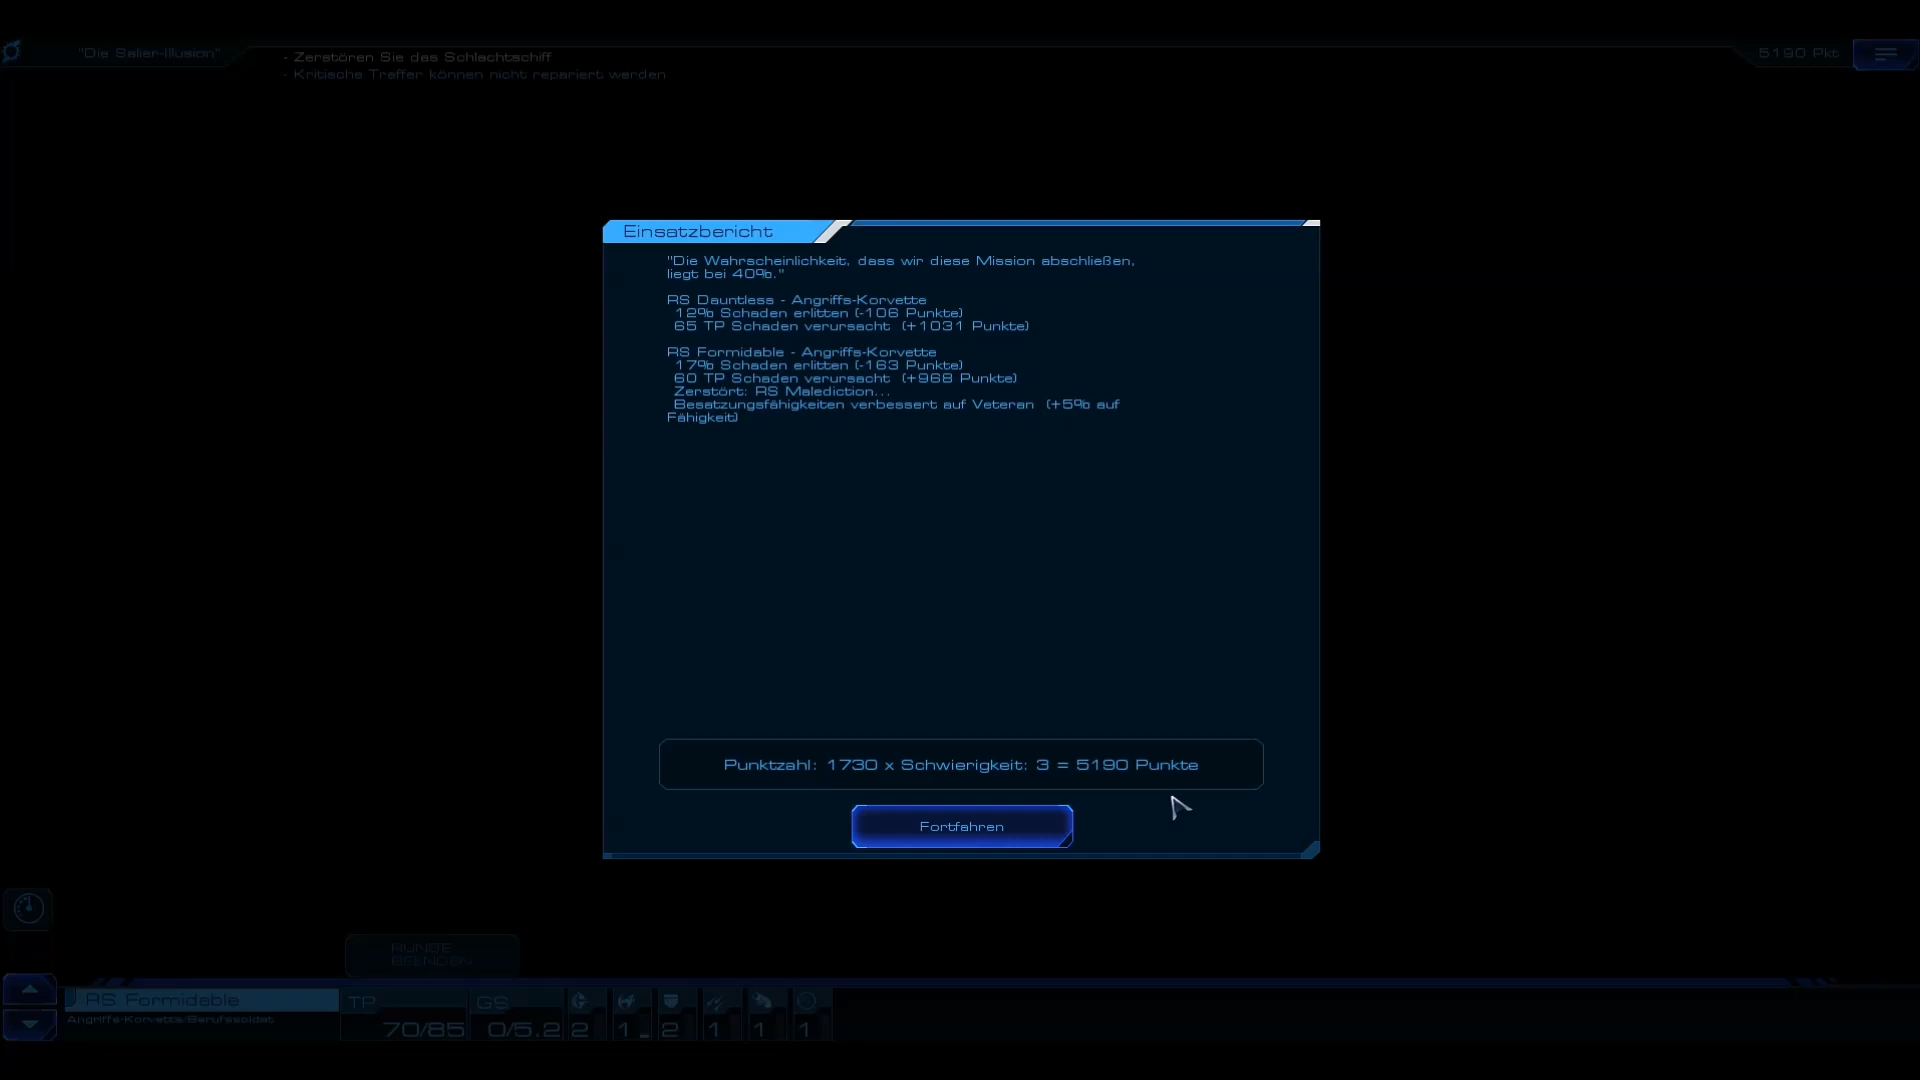 "Die Salier-Illusion"
- Zerstören Sie das Schlachtschiff
- Kritische Treffer können nicht repariert werden
5190 Pkt
Einsatzbericht
"Die Wahrscheinlichkeit, dass wir diese Mission abschließen,
liegt bei 40%."
RS Dauntless - Angriffs-Korvette
12% Schaden erlitten (-106 Punkte)
65 TP Schaden verursacht (+1031 Punkte)
RS Formidable - Angriffs-Korvette
17% Schaden erlitten (-163 Punkte)
60 TP Schaden verursacht (+968 Punkte)
Zerstört: RS Malediction...
Besatzungsfähigkeiten verbessert auf Veteran (+5% auf
Fähigkeit)
Punktzahl: 1730 x Schwierigkeit: 3 = 5190 Punkte
Fortfahren
RUNDE
BEENDEN
RS Formidable
Angriffs-Korvette/Berufssoldat
TP
70/85
GS
0/5.2
2
1
2
1
1
1